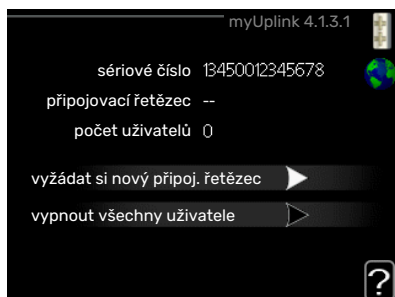 myUplink 4.1.3.1
sériové číslo 13450012345678
připojovací řetězec --
počet uživatelů 0
vyžádat si nový připoj. řetězec
vypnout všechny uživatele
?